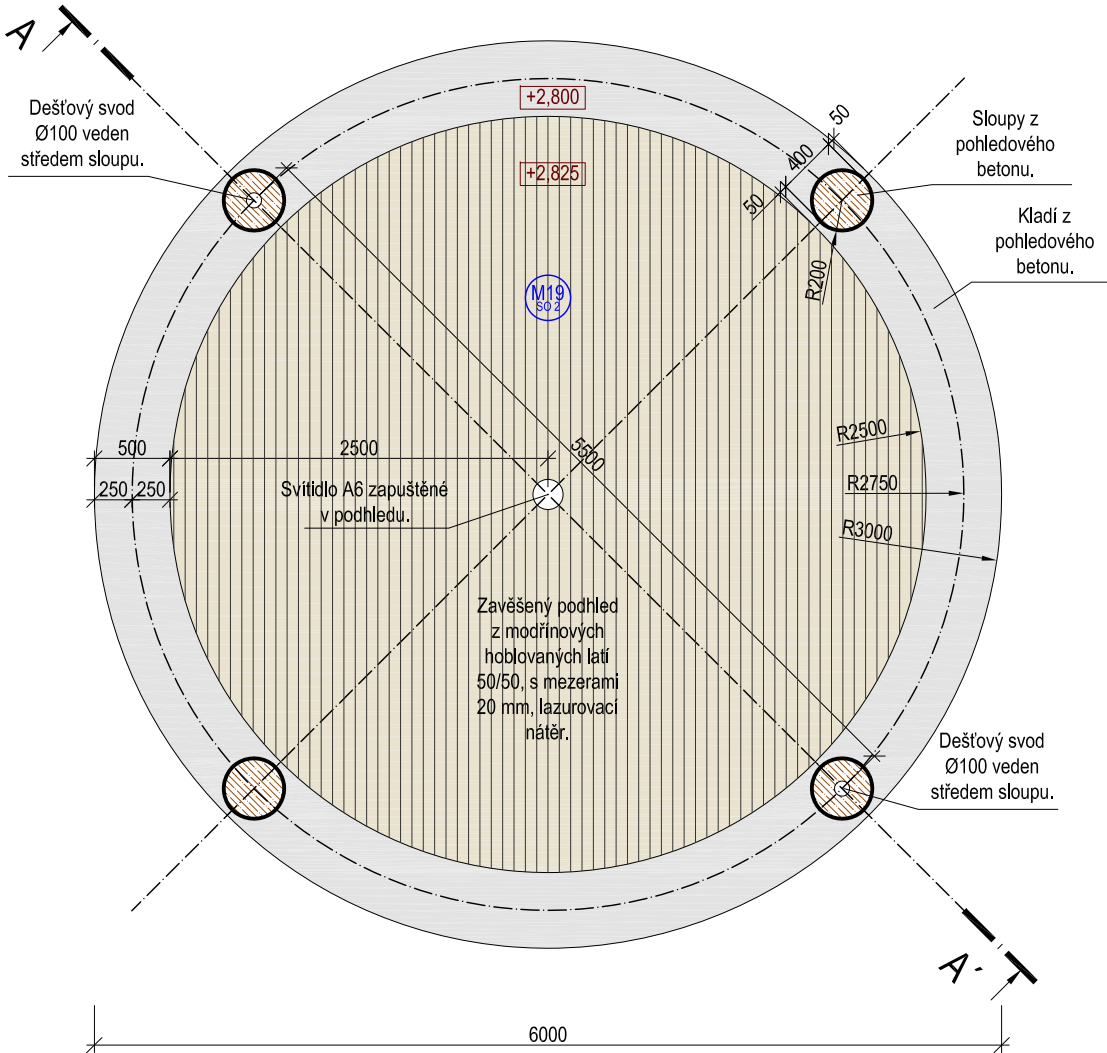 A
Dešťový svod
Ø100 veden
středem sloupu.
+2,800
+2,825
50
400
50
Sloupy z
pohledového
betonu.
Kladí z
pohledového
betonu.
R200
M19
SO 2
500
2500
250
250
5500
R2500
R2750
R3000
Svítidlo A6 zapuštěné
v podhledu.
Zavěšený podhled
z modřínových
hoblovaných latí
50/50, s mezerami
20 mm, lazurovací
nátěr.
Dešťový svod
Ø100 veden
středem sloupu.
A'
6000